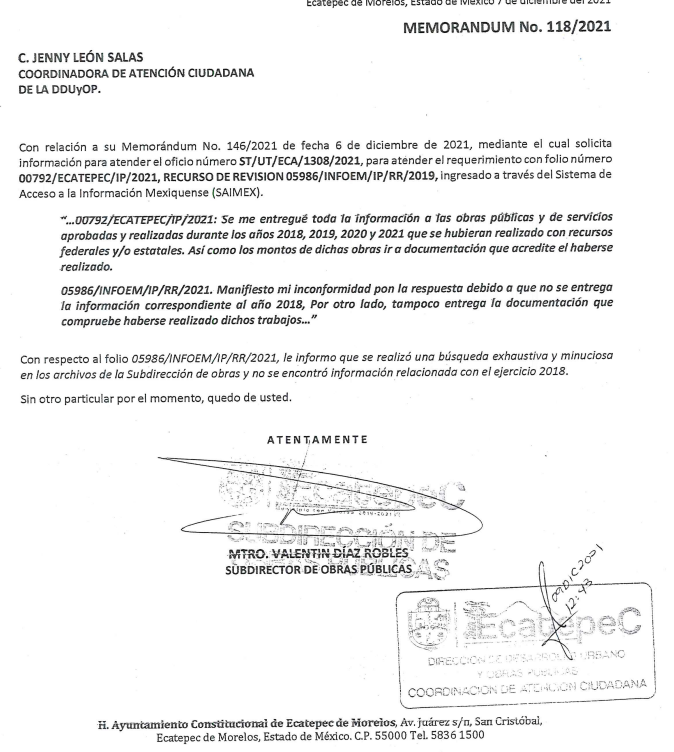 Ecatepec de Morelos, Estado de México 7 de diciembre del 2021
MEMORANDUM No. 118/2021
C. JENNY LEÓN SALAS
COORDINADORA DE ATENCIÓN CIUDADANA
DE LA DDUyOP.
Con relación a su Memorándum No. 146/2021 de fecha 6 de diciembre de 2021, mediante el cual solicita
información para atender el oficio número ST/UT/ECA/1308/2021, para atender el requerimiento con folio número
00792/ECATEPEC/IP/2021, RECURSO DE REVISION 05986/INFOEM/IP/RR/2019, ingresado a través del Sistema de
Acceso a la Información Mexiquense (SAIMEX).
"...00792/ECATEPEC/IP/2021: Se me entregué toda la información a las obras públicas y de servicios
aprobadas y realizadas durante los años 2018, 2019, 2020 y 2021 que se hubieran realizado con recursos
federales y/o estatales. Así como los montos de dichas obras ir a documentación que acredite el haberse
realizado.
05986/INFOEM/IP/RR/2021. Manifiesto mi inconformidad pon la respuesta debido a que no se entrega
la información correspondiente al año 2018, Por otro lado, tampoco entrega la documentación que
compruebe haberse realizado dichos trabajos..."
Con respecto al folio 05986/INFOEM/IP/RR/2021, le informo que se realizó una búsqueda exhaustiva y minuciosa
en los archivos de la Subdirección de obras y no se encontró información relacionada con el ejercicio 2018.
Sin otro particular por el momento, quedo de usted.
ATENTAMENTE
Ecatepec
SUBDIRECCIÓN DE
MTRO. VALENTIN DÍAZ ROBLES
SUBDIRECTOR DE OBRAS PÚBLICAS
09DIC2021
12:43
Ecatepec
DIRECCIÓN DE DESARROLLO URBANO
Y OBRAS PÚBLICAS
COORDINACIÓN DE ATENCIÓN CIUDADANA
H. Ayuntamiento Constitucional de Ecatepec de Morelos, Av. Juárez s/n, San Cristóbal,
Ecatepec de Morelos, Estado de México. C.P. 55000 Tel. 5836 1500